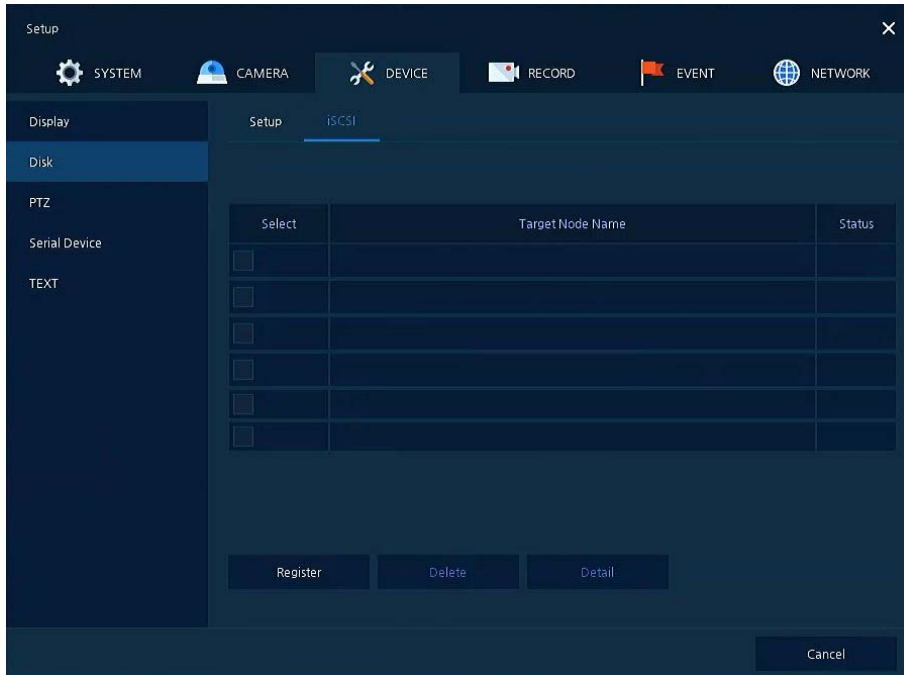 Setup
SYSTEM CAMERA DEVICE RECORD EVENT NETWORK
Display
Disk
PTZ
Serial Device
TEXT
Setup iSCSI
Select Target Node Name Status
Register Delete Detail
Cancel